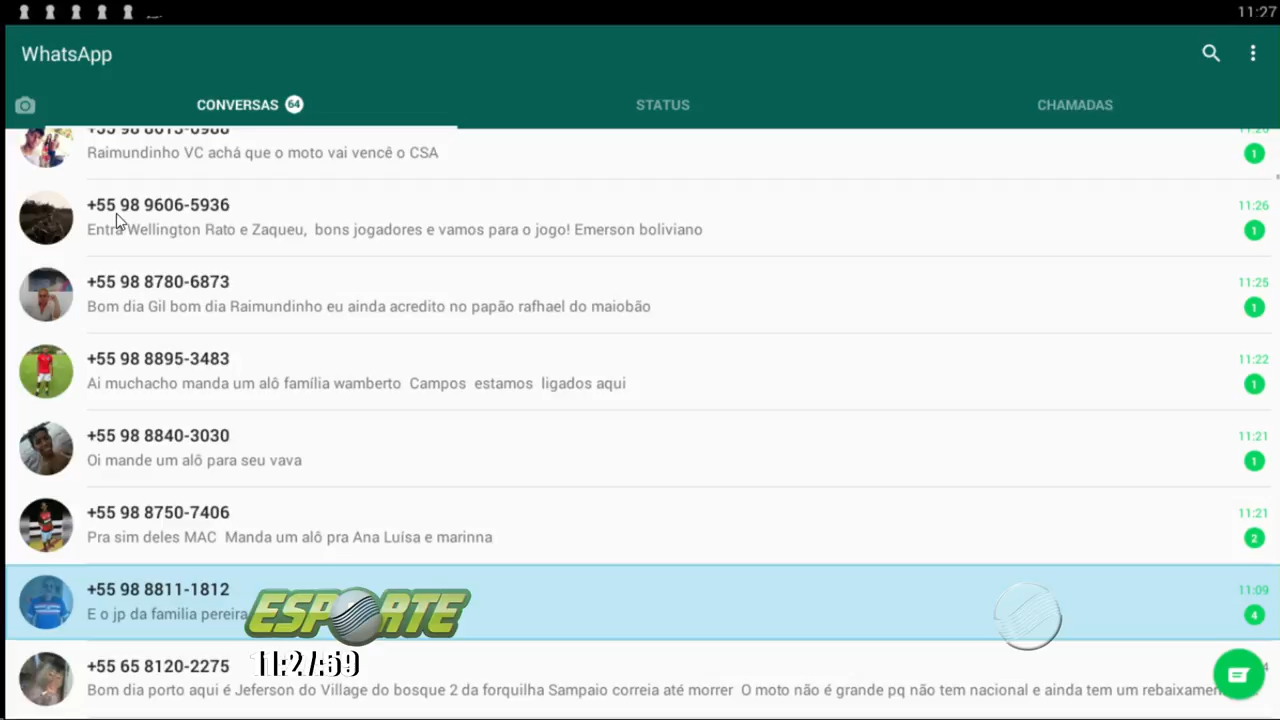 11:27
WhatsApp
CONVERSAS 64
STATUS
CHAMADAS
Raimundinho VC achá que o moto vai vencê o CSA
1
+55 98 9606-5936
11:26
Entra Wellington Rato e Zaqueu, bons jogadores e vamos para o jogo! Emerson boliviano
1
+55 98 8780-6873
11:25
Bom dia Gil bom dia Raimundinho eu ainda acredito no papão rafhael do maiobão
1
+55 98 8895-3483
11:22
Ai muchacho manda um alô família wamberto Campos estamos ligados aqui
1
+55 98 8840-3030
11:21
Oi mande um alô para seu vava
1
+55 98 8750-7406
11:21
Pra sim deles MAC Manda um alô pra Ana Luísa e marinna
2
+55 98 8811-1812
11:09
E o jp da familia pereira
4
ESPORTE
+55 65 8120-2275
Bom dia porto aqui é Jeferson do Village do bosque 2 da forquilha Sampaio correia até morrer O moto não é grande pq não tem nacional e ainda tem um